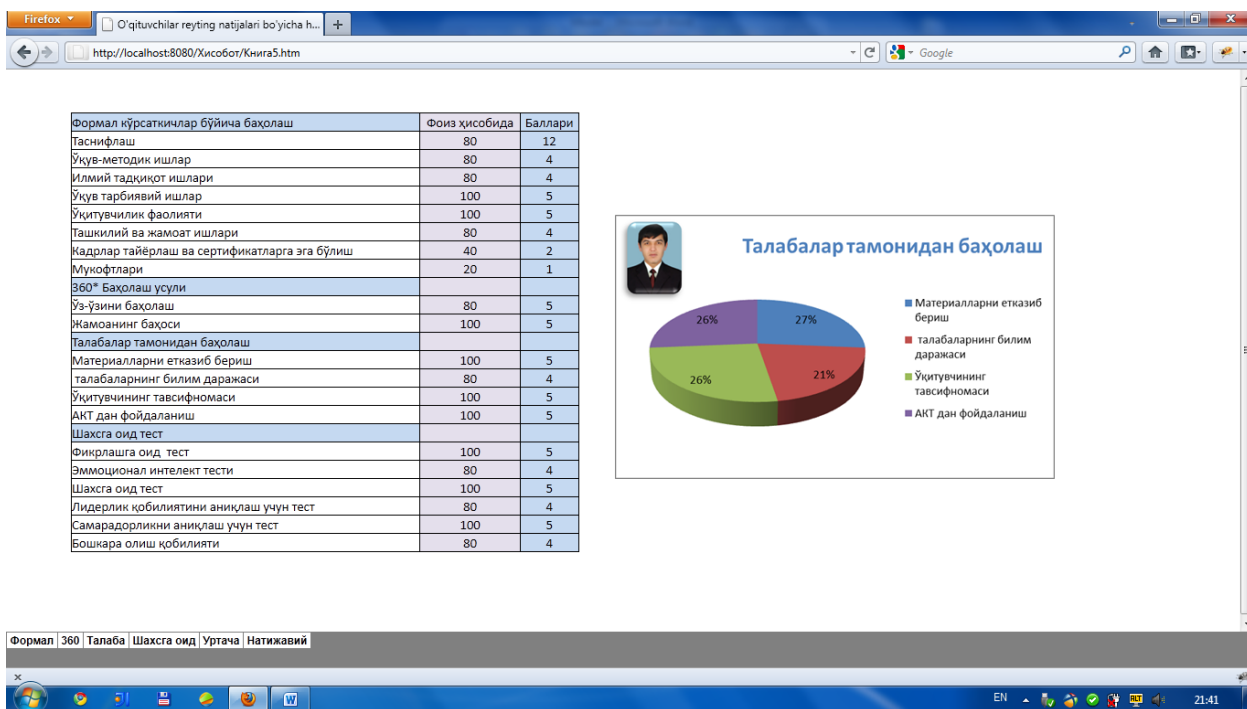 Firefox
O'qituvchilar reyting natijalari bo'yicha h...
http://localhost:8080/Хисобот/Книга5.htm
Google
Формал кўрсаткичлар бўйича баҳолаш Фоиз ҳисобида Баллари
Таснифлаш 80 12
Ўқув-методик ишлар 80 4
Илмий тадқиқот ишлари 80 4
Ўқув тарбиявий ишлар 100 5
Ўқитувчилик фаолияти 100 5
Ташкилий ва жамоат ишлари 80 4
Кадрлар тайёрлаш ва сертификатларга эга бўлиш 40 2
Мукофтлари 20 1
360* Баҳолаш усули
Ўз-ўзини баҳолаш 80 5
Жамоанинг баҳоси 100 5
Талабалар тамонидан баҳолаш
Материалларни етказиб бериш 100 5
талабаларнинг билим даражаси 80 4
Ўқитувчининг тавсифномаси 100 5
АКТ дан фойдаланиш 100 5
Шахсга оид тест
Фикрлашга оид тест 100 5
Эммоционал интелект тести 80 4
Шахсга оид тест 100 5
Лидерлик қобилиятини аниқлаш учун тест 80 4
Самарадорликни аниқлаш учун тест 100 5
Бошкара олиш қобилияти 80 4
Талабалар тамонидан баҳолаш
26%
27%
26%
21%
Материалларни етказиб
бериш
талабаларнинг билим
даражаси
Ўқитувчининг
тавсифномаси
АКТ дан фойдаланиш
Формал 360 Талаба Шахсга оид Уртача Натижавий
EN
21:41